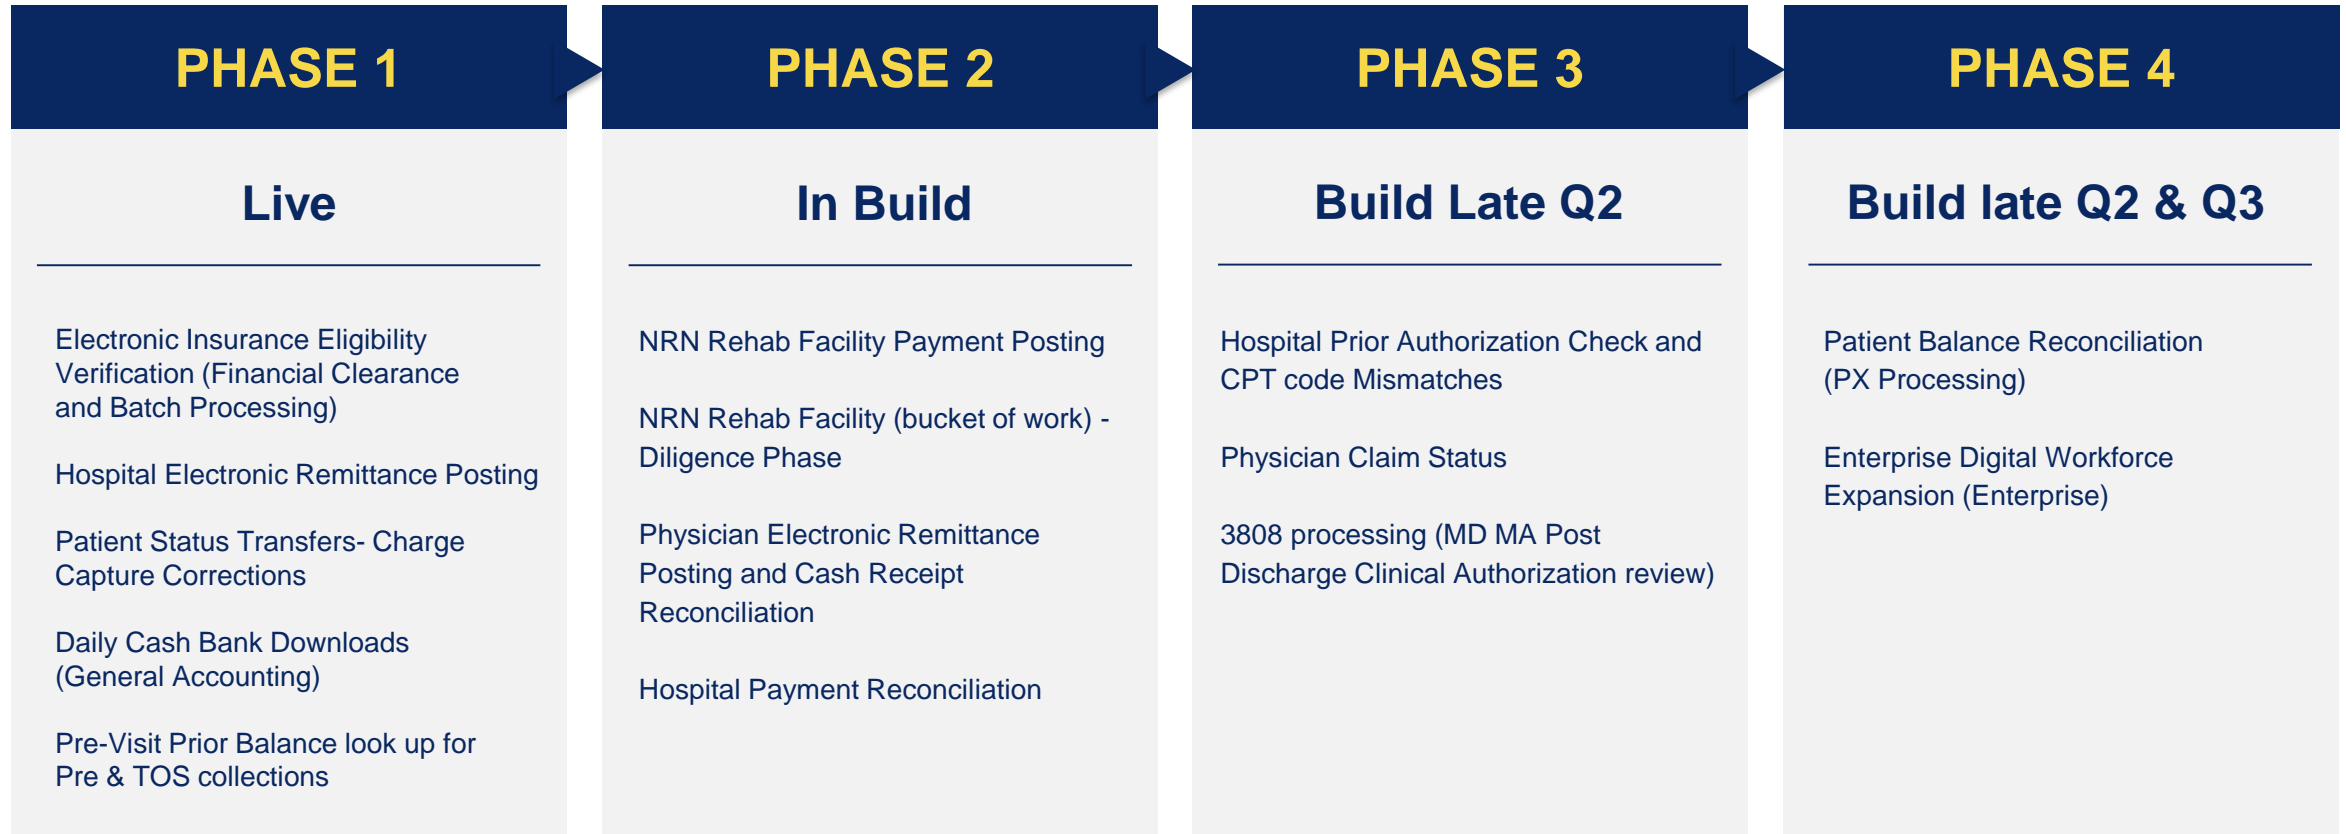 PHASE 1
Live
Electronic Insurance Eligibility
Verification (Financial Clearance
and Batch Processing)
Hospital Electronic Remittance Posting
Patient Status Transfers- Charge
Capture Corrections
Daily Cash Bank Downloads
(General Accounting)
Pre-Visit Prior Balance look up for
Pre & TOS collections
PHASE 2
In Build
NRN Rehab Facility Payment Posting
NRN Rehab Facility (bucket of work) -
Diligence Phase
Physician Electronic Remittance
Posting and Cash Receipt
Reconciliation
Hospital Payment Reconciliation
PHASE 3
Build Late Q2
Hospital Prior Authorization Check and
CPT code Mismatches
Physician Claim Status
3808 processing (MD MA Post
Discharge Clinical Authorization review)
PHASE 4
Build late Q2 & Q3
Patient Balance Reconciliation
(PX Processing)
Enterprise Digital Workforce
Expansion (Enterprise)